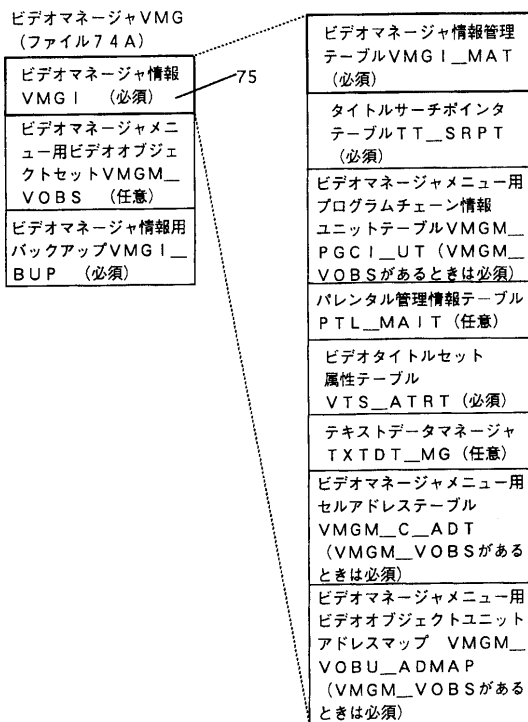 ビデオマネージャVMG
(ファイル74A)
ビデオマネージャ情報
VMGI (必須)
75
ビデオマネージャメニ
ュー用ビデオオブジェ
クトセットVMGM__
VOBS (任意)
ビデオマネージャ情報用
バックアップVMGI__
BUP (必須)
ビデオマネージャ情報管理
テーブルVMGI__MAT
(必須)
タイトルサーチポインタ
テーブルTT__SRPT
(必須)
ビデオマネージャメニュー用
プログラムチェーン情報
ユニットテーブルVMGM__
PGCI__UT (VMGM__
VOBSがあるときは必須)
パレンタル管理情報テーブル
PTL__MAIT (任意)
ビデオタイトルセット
属性テーブル
VTS__ATRT (必須)
テキストデータマネージャ
TXTDT__MG (任意)
ビデオマネージャメニュー用
セルアドレステーブル
VMGM__C__ADT
(VMGM__VOBSがある
ときは必須)
ビデオマネージャメニュー用
ビデオオブジェクトユニット
アドレスマップ VMGM__
VOBU__ADMAP
(VMGM__VOBSがある
ときは必須)